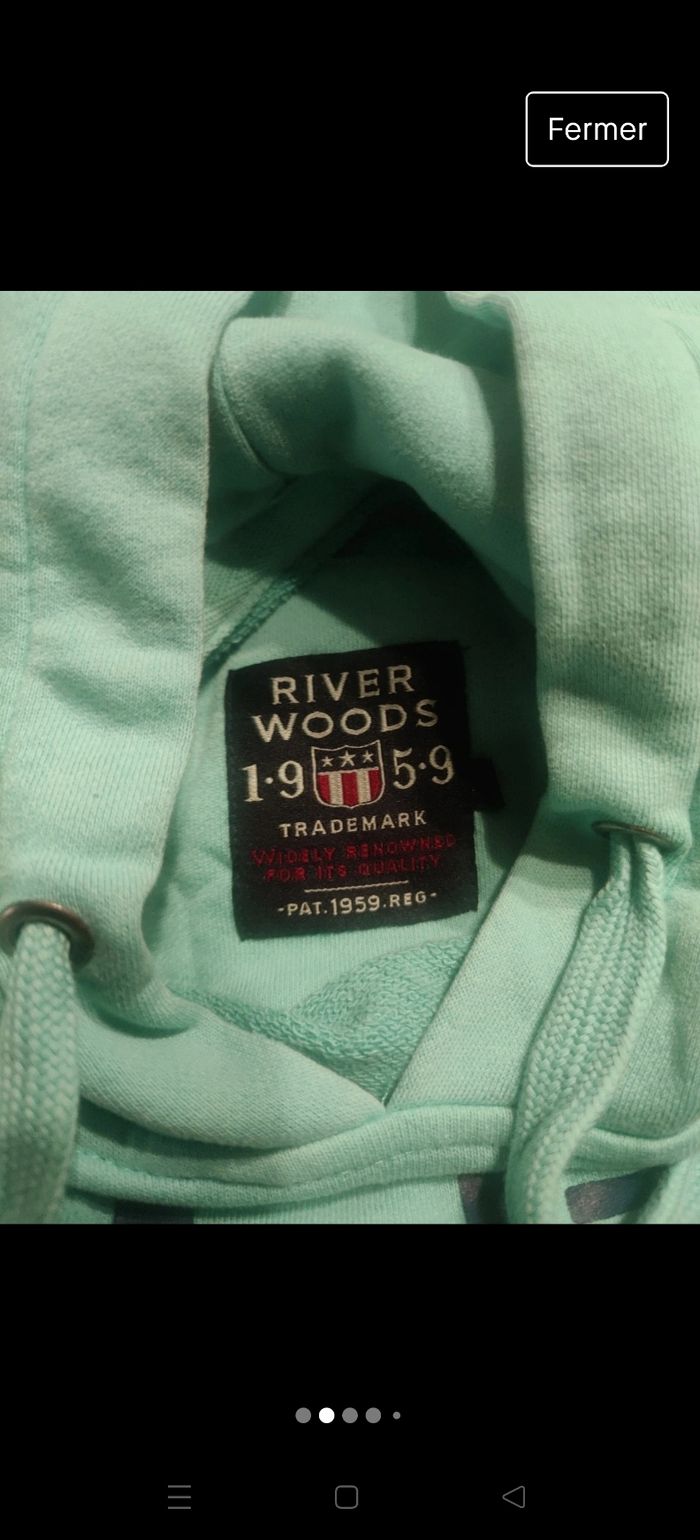 Fermer
RIVER
WOODS
1·9 5·9
TRADEMARK
WIDELY RENOWNED
FOR ITS QUALITY
-PAT.1959.REG-